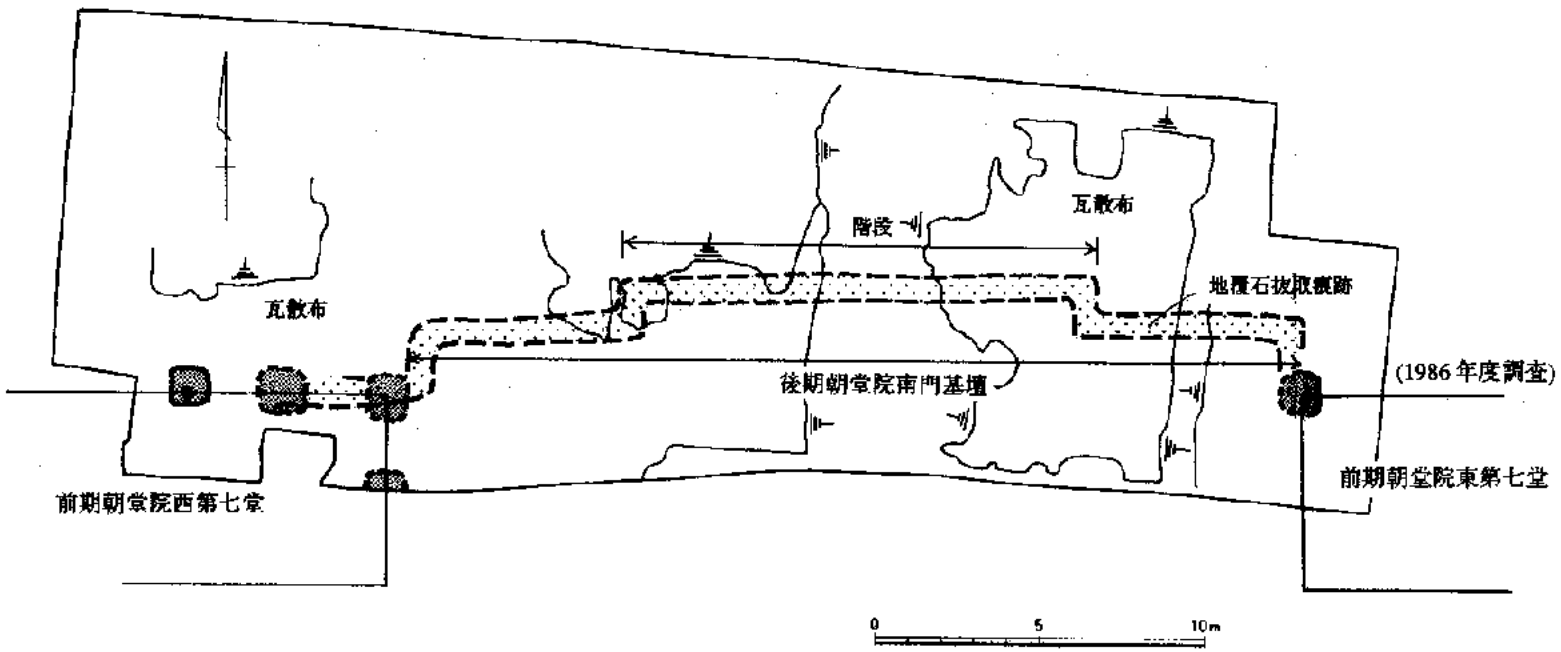 階段
瓦散布
地覆石抜取痕跡
瓦散布
後期朝堂院南門基壇
(1986年度調査)
前期朝堂院西第七堂
前期朝堂院東第七堂
0 5 10m